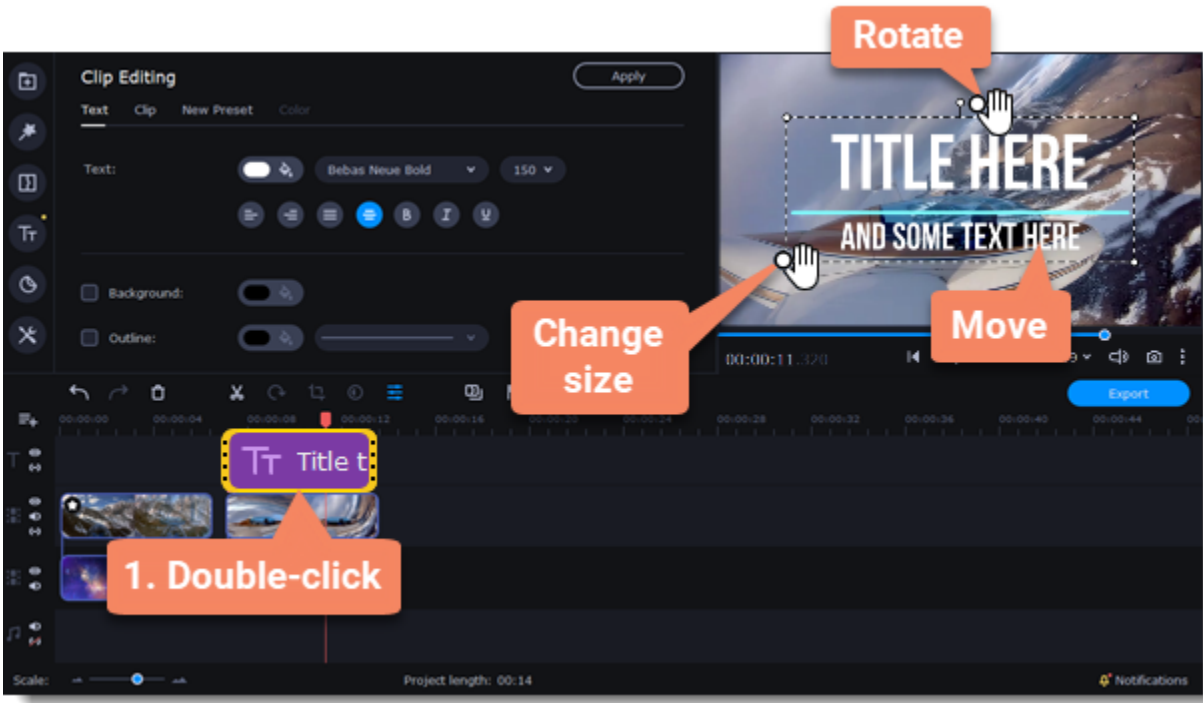 Rotate
Clip Editing
Apply
Text Clip New Preset Color
TITLE HERE
Text:
Bebas Neue Bold
150
B I U
AND SOME TEXT HERE
Background:
Move
Change
size
Outline:
00:00:11.320
Export
00:00:00 00:00:04 00:00:08 00:00:12 00:00:16 00:00:20 00:00:24 00:00:28 00:00:32 00:00:36 00:00:40 00:00:44
Title t
1. Double-click
Scale:
Project length: 00:14
Notifications